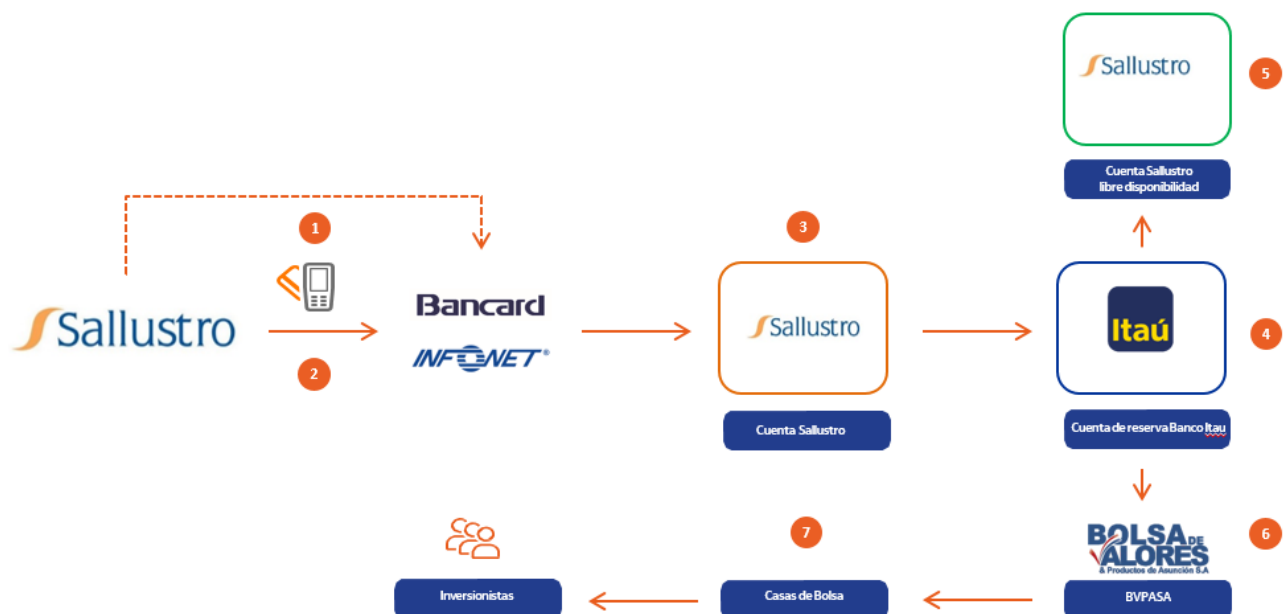 Sallustro
5
Cuenta Sallustro
libre disponibilidad
1
3
Sallustro
Bancard
INFONET®
2
Sallustro
Cuenta Sallustro
Itaú
4
Cuenta de reserva Banco Itau
7
BOLSA DE
VALORES
& Productos de Asunción S.A
6
Inversionistas
Casas de Bolsa
BVPASA